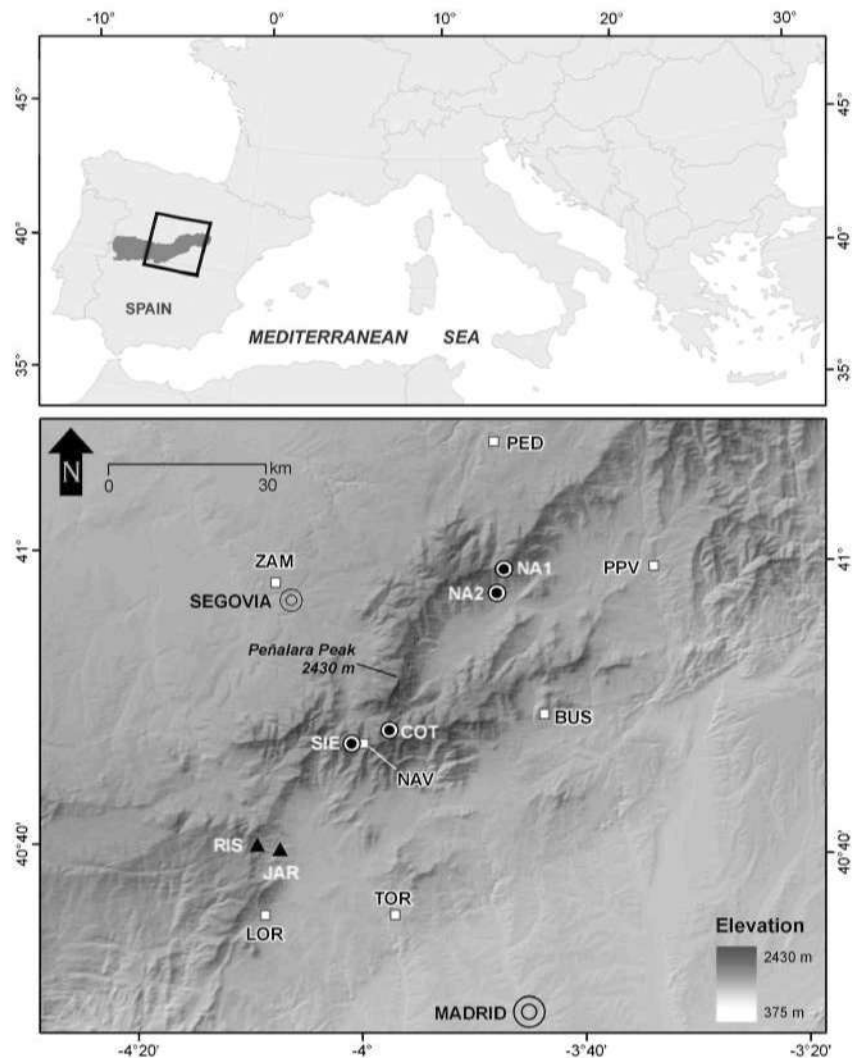 -10°
0°
10°
20°
30°
45°
45°
40°
40°
35°
35°
SPAIN
MEDITERRANEAN SEA
N
km
0
30
PED
41°
41°
ZAM
NA1
PPV
SEGOVIA
NA2
Peñalara Peak
2430 m
BUS
COT
SIE
NAV
40°40'
40°40'
RIS
JAR
TOR
LOR
Elevation
2430 m
375 m
MADRID
-4°20'
-4°
-3°40'
-3°20'